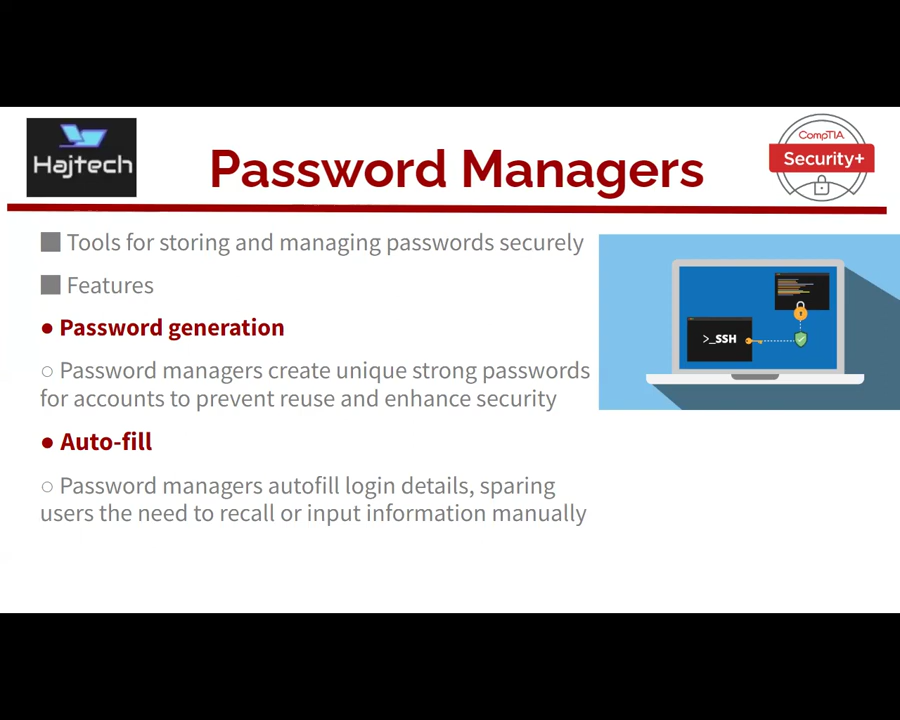 Hajtech
Password Managers
CompTIA
Security+
■ Tools for storing and managing passwords securely
■ Features
● Password generation
○ Password managers create unique strong passwords
for accounts to prevent reuse and enhance security
● Auto-fill
○ Password managers autofill login details, sparing
users the need to recall or input information manually
>_SSH